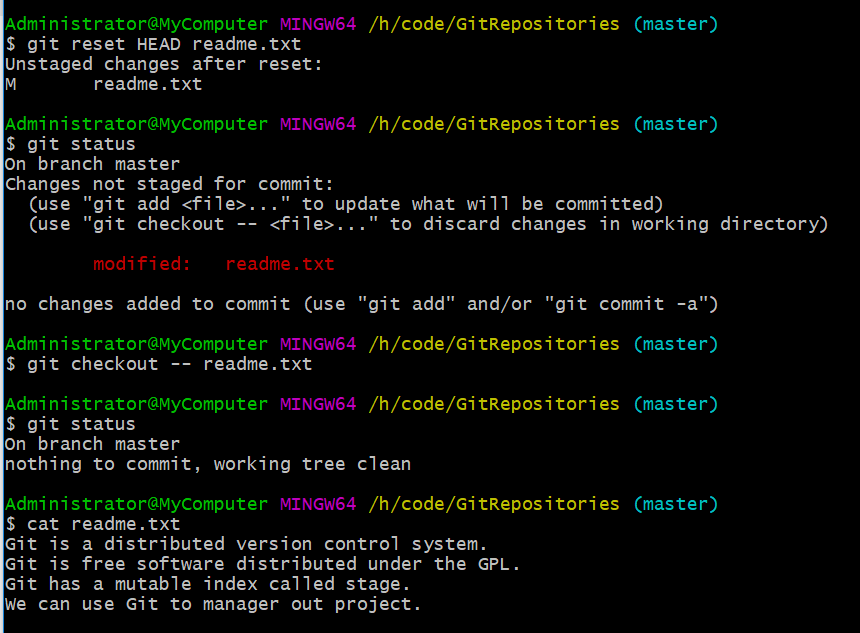 Administrator@MyComputer MINGW64 /h/code/GitRepositories (master)
$ git reset HEAD readme.txt
Unstaged changes after reset:
M       readme.txt
Administrator@MyComputer MINGW64 /h/code/GitRepositories (master)
$ git status
On branch master
Changes not staged for commit:
  (use "git add <file>..." to update what will be committed)
  (use "git checkout -- <file>..." to discard changes in working directory)
        modified:   readme.txt
no changes added to commit (use "git add" and/or "git commit -a")
Administrator@MyComputer MINGW64 /h/code/GitRepositories (master)
$ git checkout -- readme.txt
Administrator@MyComputer MINGW64 /h/code/GitRepositories (master)
$ git status
On branch master
nothing to commit, working tree clean
Administrator@MyComputer MINGW64 /h/code/GitRepositories (master)
$ cat readme.txt
Git is a distributed version control system.
Git is free software distributed under the GPL.
Git has a mutable index called stage.
We can use Git to manager out project.